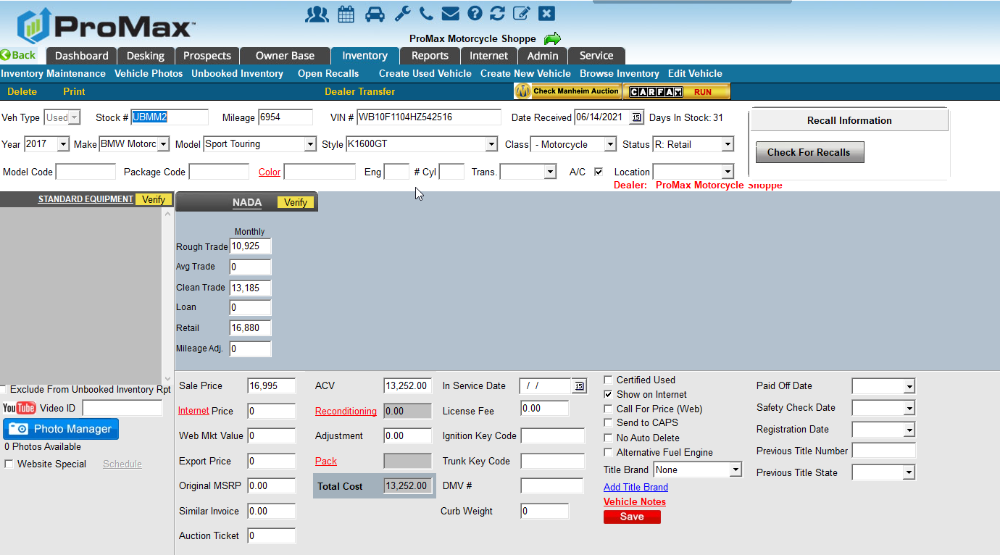 ProMax™
ProMax Motorcycle Shoppe
Back Dashboard Desking Prospects Owner Base Inventory Reports Internet Admin Service
Inventory Maintenance Vehicle Photos Unbooked Inventory Open Recalls Create Used Vehicle Create New Vehicle Browse Inventory Edit Vehicle
Delete Print Dealer Transfer Check Manheim Auction CARFAX RUN
Veh Type Used Stock # UBMM2 Mileage 6954 VIN # WB10F1104HZ542516 Date Received 06/14/2021 15 Days In Stock: 31
Recall Information
Year 2017 Make BMW Motorc Model Sport Touring Style K1600GT Class - Motorcycle Status R: Retail
Check For Recalls
Model Code Package Code Color Eng # Cyl Trans. A/C Location
Dealer: ProMax Motorcycle Shoppe
STANDARD EQUIPMENT Verify NADA Verify
Monthly
Rough Trade 10,925
Avg Trade 0
Clean Trade 13,185
Loan 0
Retail 16,880
Mileage Adj. 0
Exclude From Unbooked Inventory Rpt
YouTube Video ID
Photo Manager
0 Photos Available
Website Special Schedule
Sale Price 16,995
Internet Price 0
Web Mkt Value 0
Export Price 0
Original MSRP 0.00
Similar Invoice 0.00
Auction Ticket 0
ACV 13,252.00
Reconditioning 0.00
Adjustment 0.00
Pack
Total Cost 13,252.00
In Service Date / / 15
License Fee 0.00
Ignition Key Code
Trunk Key Code
DMV #
Curb Weight 0
Certified Used
Show on Internet
Call For Price (Web)
Send to CAPS
No Auto Delete
Alternative Fuel Engine
Title Brand None
Add Title Brand
Vehicle Notes
Save
Paid Off Date
Safety Check Date
Registration Date
Previous Title Number
Previous Title State